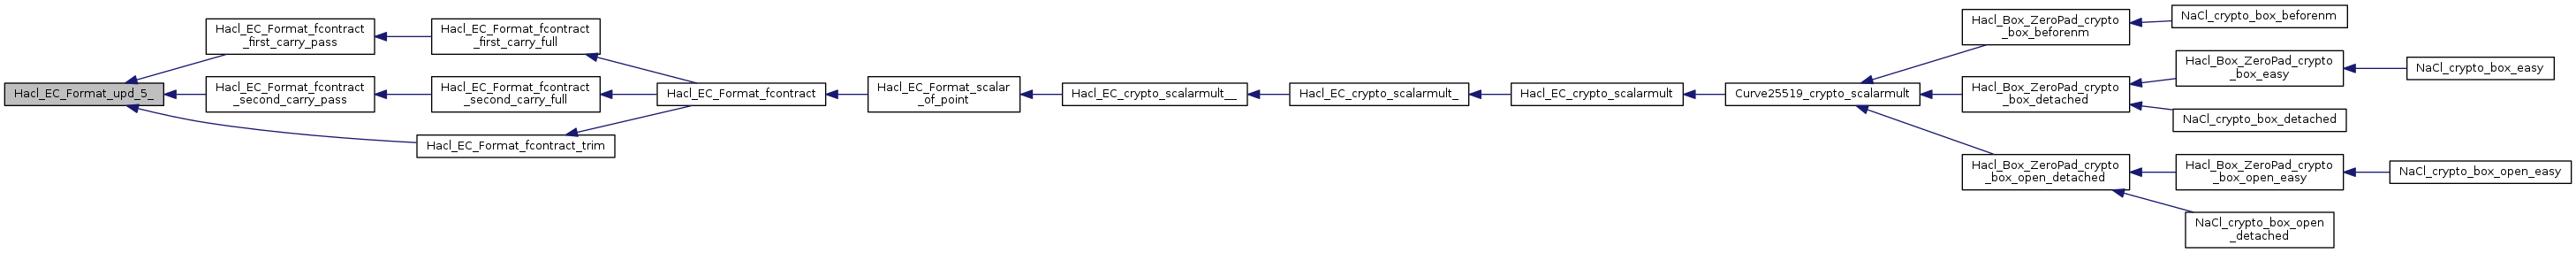 Hacl_EC_Format_upd_5_
Hacl_EC_Format_fcontract
_first_carry_pass
Hacl_EC_Format_fcontract
_second_carry_pass
Hacl_EC_Format_fcontract
_first_carry_full
Hacl_EC_Format_fcontract
_second_carry_full
Hacl_EC_Format_fcontract_trim
Hacl_EC_Format_fcontract
Hacl_EC_Format_scalar
_of_point
Hacl_EC_crypto_scalarmult__
Hacl_EC_crypto_scalarmult_
Hacl_EC_crypto_scalarmult
Curve25519_crypto_scalarmult
Hacl_Box_ZeroPad_crypto
_box_beforenm
Hacl_Box_ZeroPad_crypto
_box_detached
Hacl_Box_ZeroPad_crypto
_box_open_detached
NaCl_crypto_box_beforenm
Hacl_Box_ZeroPad_crypto
_box_easy
NaCl_crypto_box_detached
Hacl_Box_ZeroPad_crypto
_box_open_easy
NaCl_crypto_box_open
_detached
NaCl_crypto_box_easy
NaCl_crypto_box_open_easy